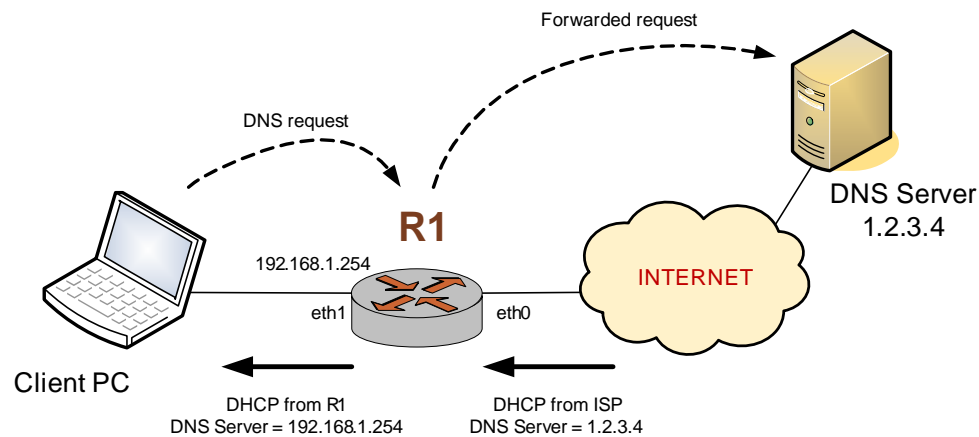 Forwarded request
DNS request
R1
DNS Server
1.2.3.4
192.168.1.254
INTERNET
eth1
eth0
Client PC
DHCP from R1
DNS Server = 192.168.1.254
DHCP from ISP
DNS Server = 1.2.3.4